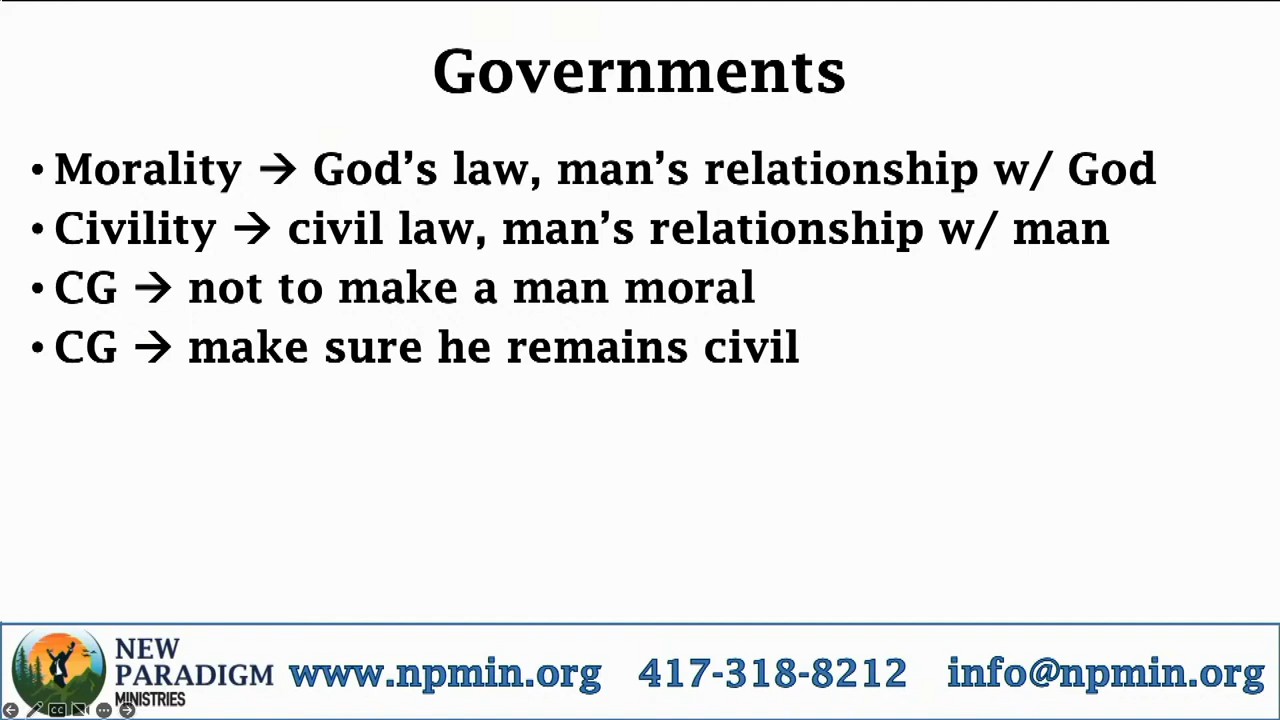 Governments
• Morality → God’s law, man’s relationship w/ God
• Civility → civil law, man’s relationship w/ man
• CG → not to make a man moral
• CG → make sure he remains civil
NEW
PARADIGM
MINISTRIES
www.npmin.org 417-318-8212 info@npmin.org
CC